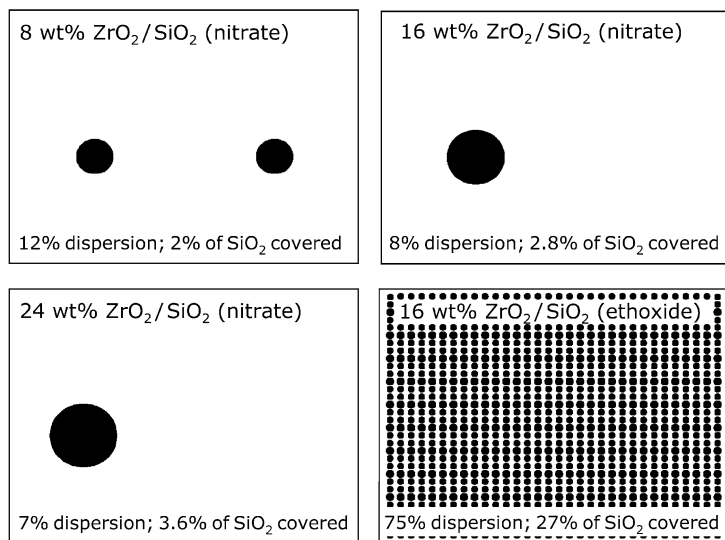 8 wt% ZrO₂/SiO₂ (nitrate)
12% dispersion; 2% of SiO₂ covered
16 wt% ZrO₂/SiO₂ (nitrate)
8% dispersion; 2.8% of SiO₂ covered
24 wt% ZrO₂/SiO₂ (nitrate)
7% dispersion; 3.6% of SiO₂ covered
16 wt% ZrO₂/SiO₂ (ethoxide)
75% dispersion; 27% of SiO₂ covered